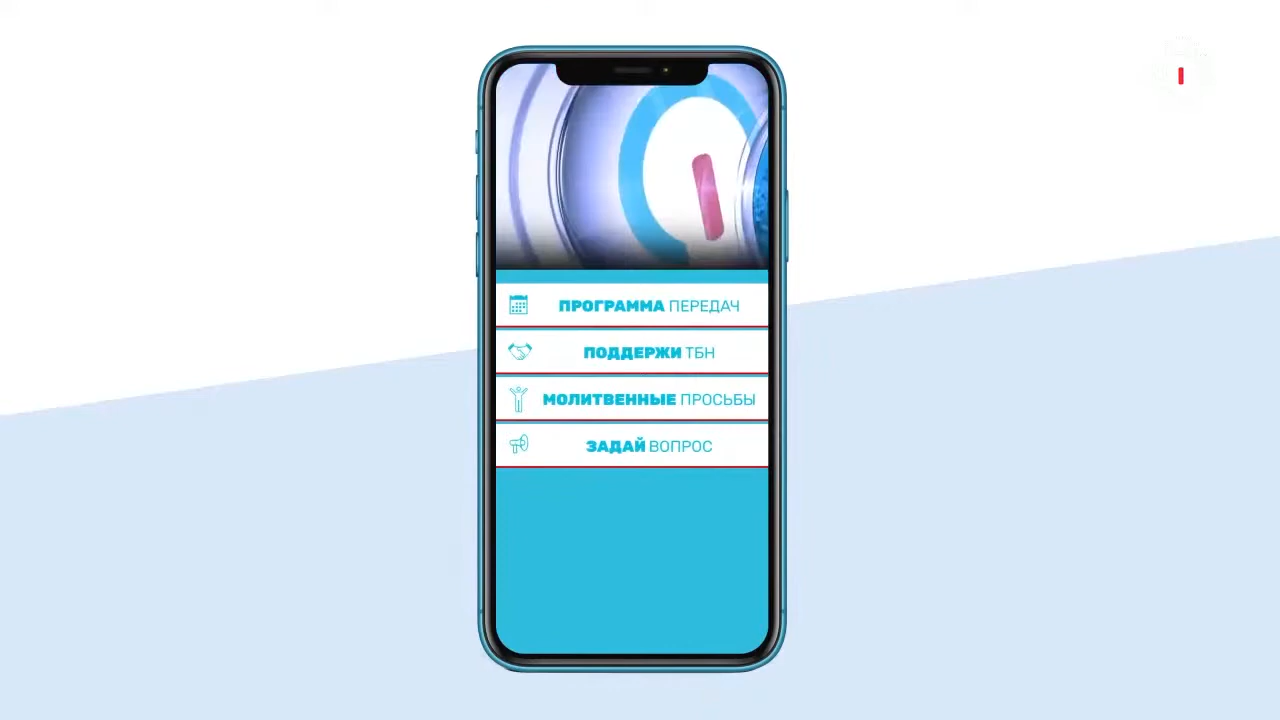 ПРОГРАММА ПЕРЕДАЧ
ПОДДЕРЖИ ТБН
МОЛИТВЕННЫЕ ПРОСЬБЫ
ЗАДАЙ ВОПРОС